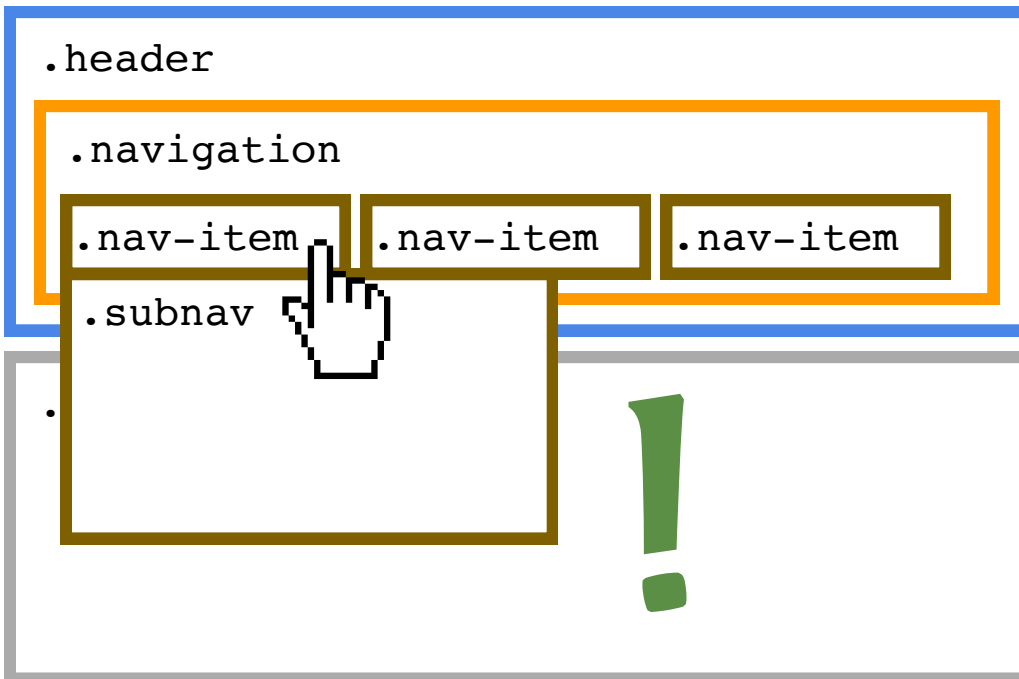 .header
.navigation
.nav-item .nav-item .nav-item
.subnav
.
!